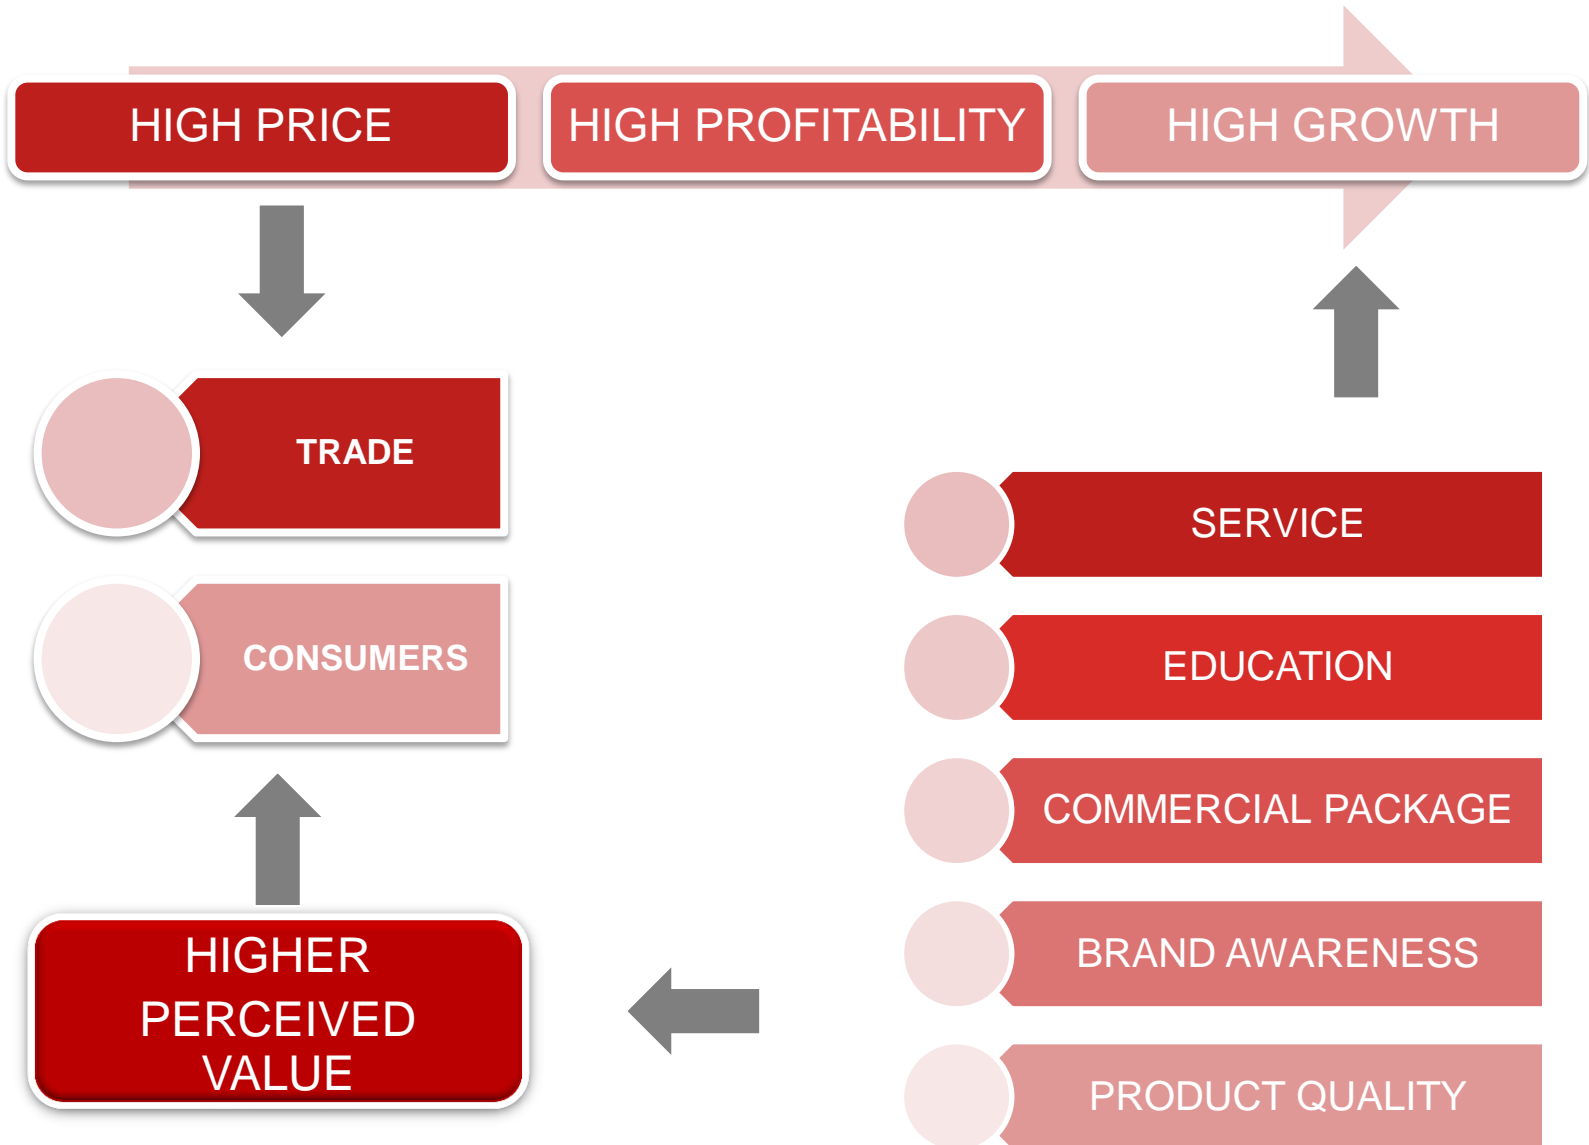 HIGH PRICE
HIGH PROFITABILITY
HIGH GROWTH
TRADE
CONSUMERS
HIGHER
PERCEIVED
VALUE
SERVICE
EDUCATION
COMMERCIAL PACKAGE
BRAND AWARENESS
PRODUCT QUALITY